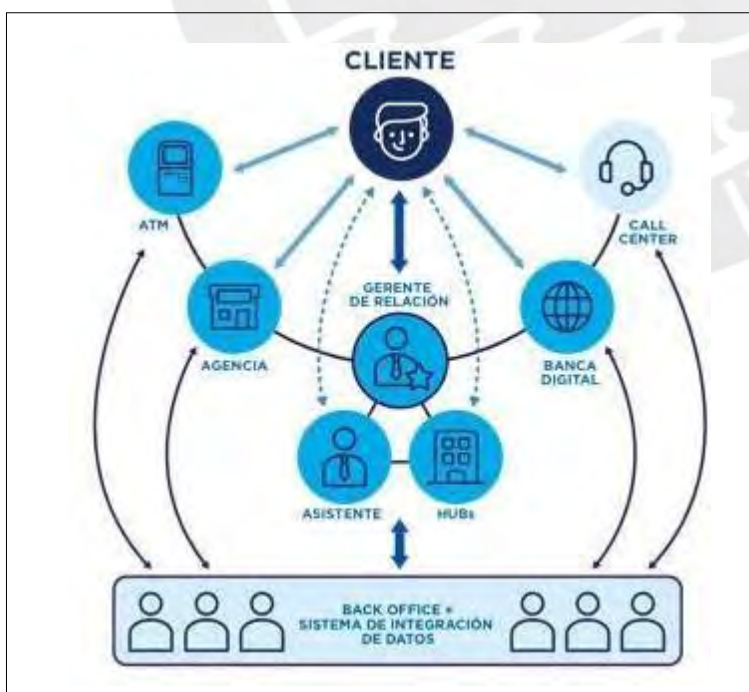 CLIENTE
ATM
CALL
CENTER
GERENTE
DE RELACIÓN
AGENCIA
BANCA
DIGITAL
ASISTENTE
HUBs
BACK OFFICE +
SISTEMA DE INTEGRACIÓN
DE DATOS